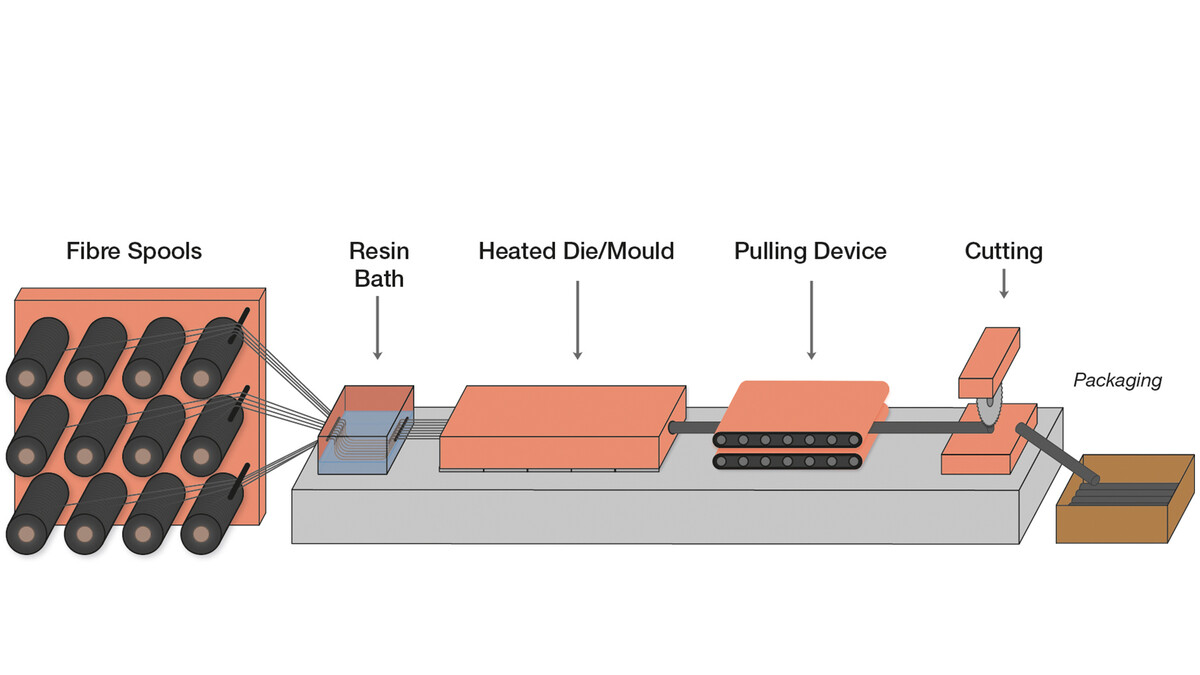 Fibre Spools
Resin
Bath
Heated Die/Mould
Pulling Device
Cutting
Packaging